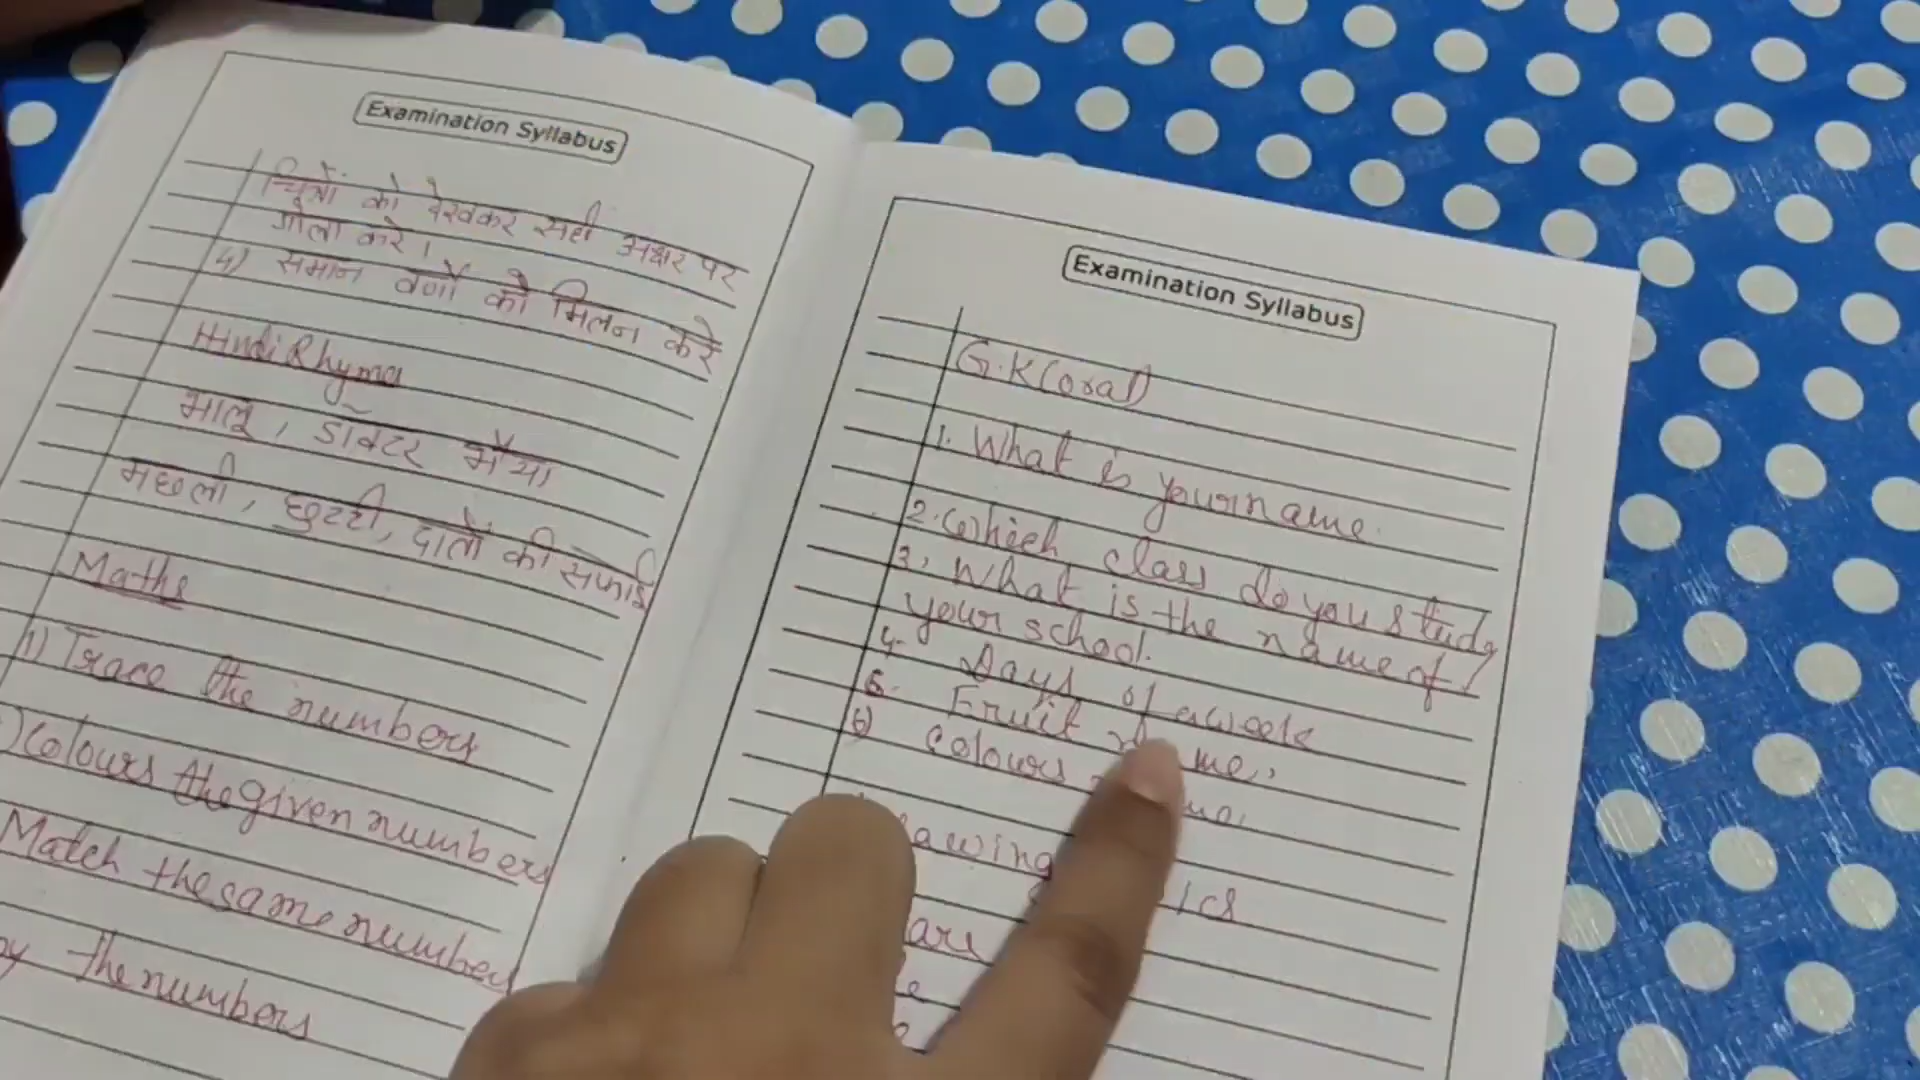 Examination Syllabus
चित्रों को देखकर सही अक्षर पर
गोला करे।
4) समान वर्णों को मिलन करे
Hindi Rhymes
भालू, डॉक्टर भैया
मछली, छुट्टी, दातों की सफाई
Maths
1) Trace the numbers
)colours the given numbers
Match the same numbers
the numbers
Examination Syllabus
G.K(oral)
1. What is your name.
2. Which class do you study
3, What is the name of
your school.
4. Days of a week
5. Fruit
6) colours